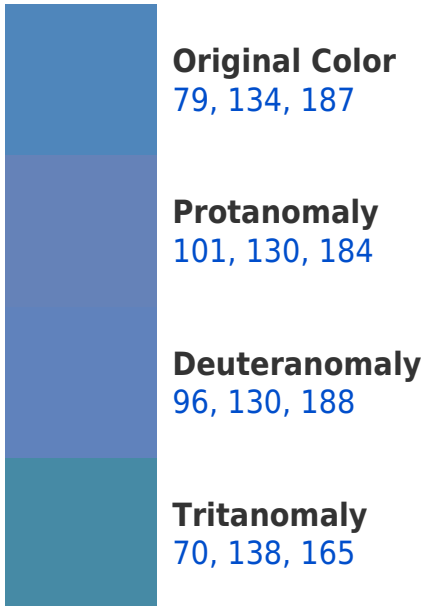 Original Color
79, 134, 187
Protanomaly
101, 130, 184
Deuteranomaly
96, 130, 188
Tritanomaly
70, 138, 165